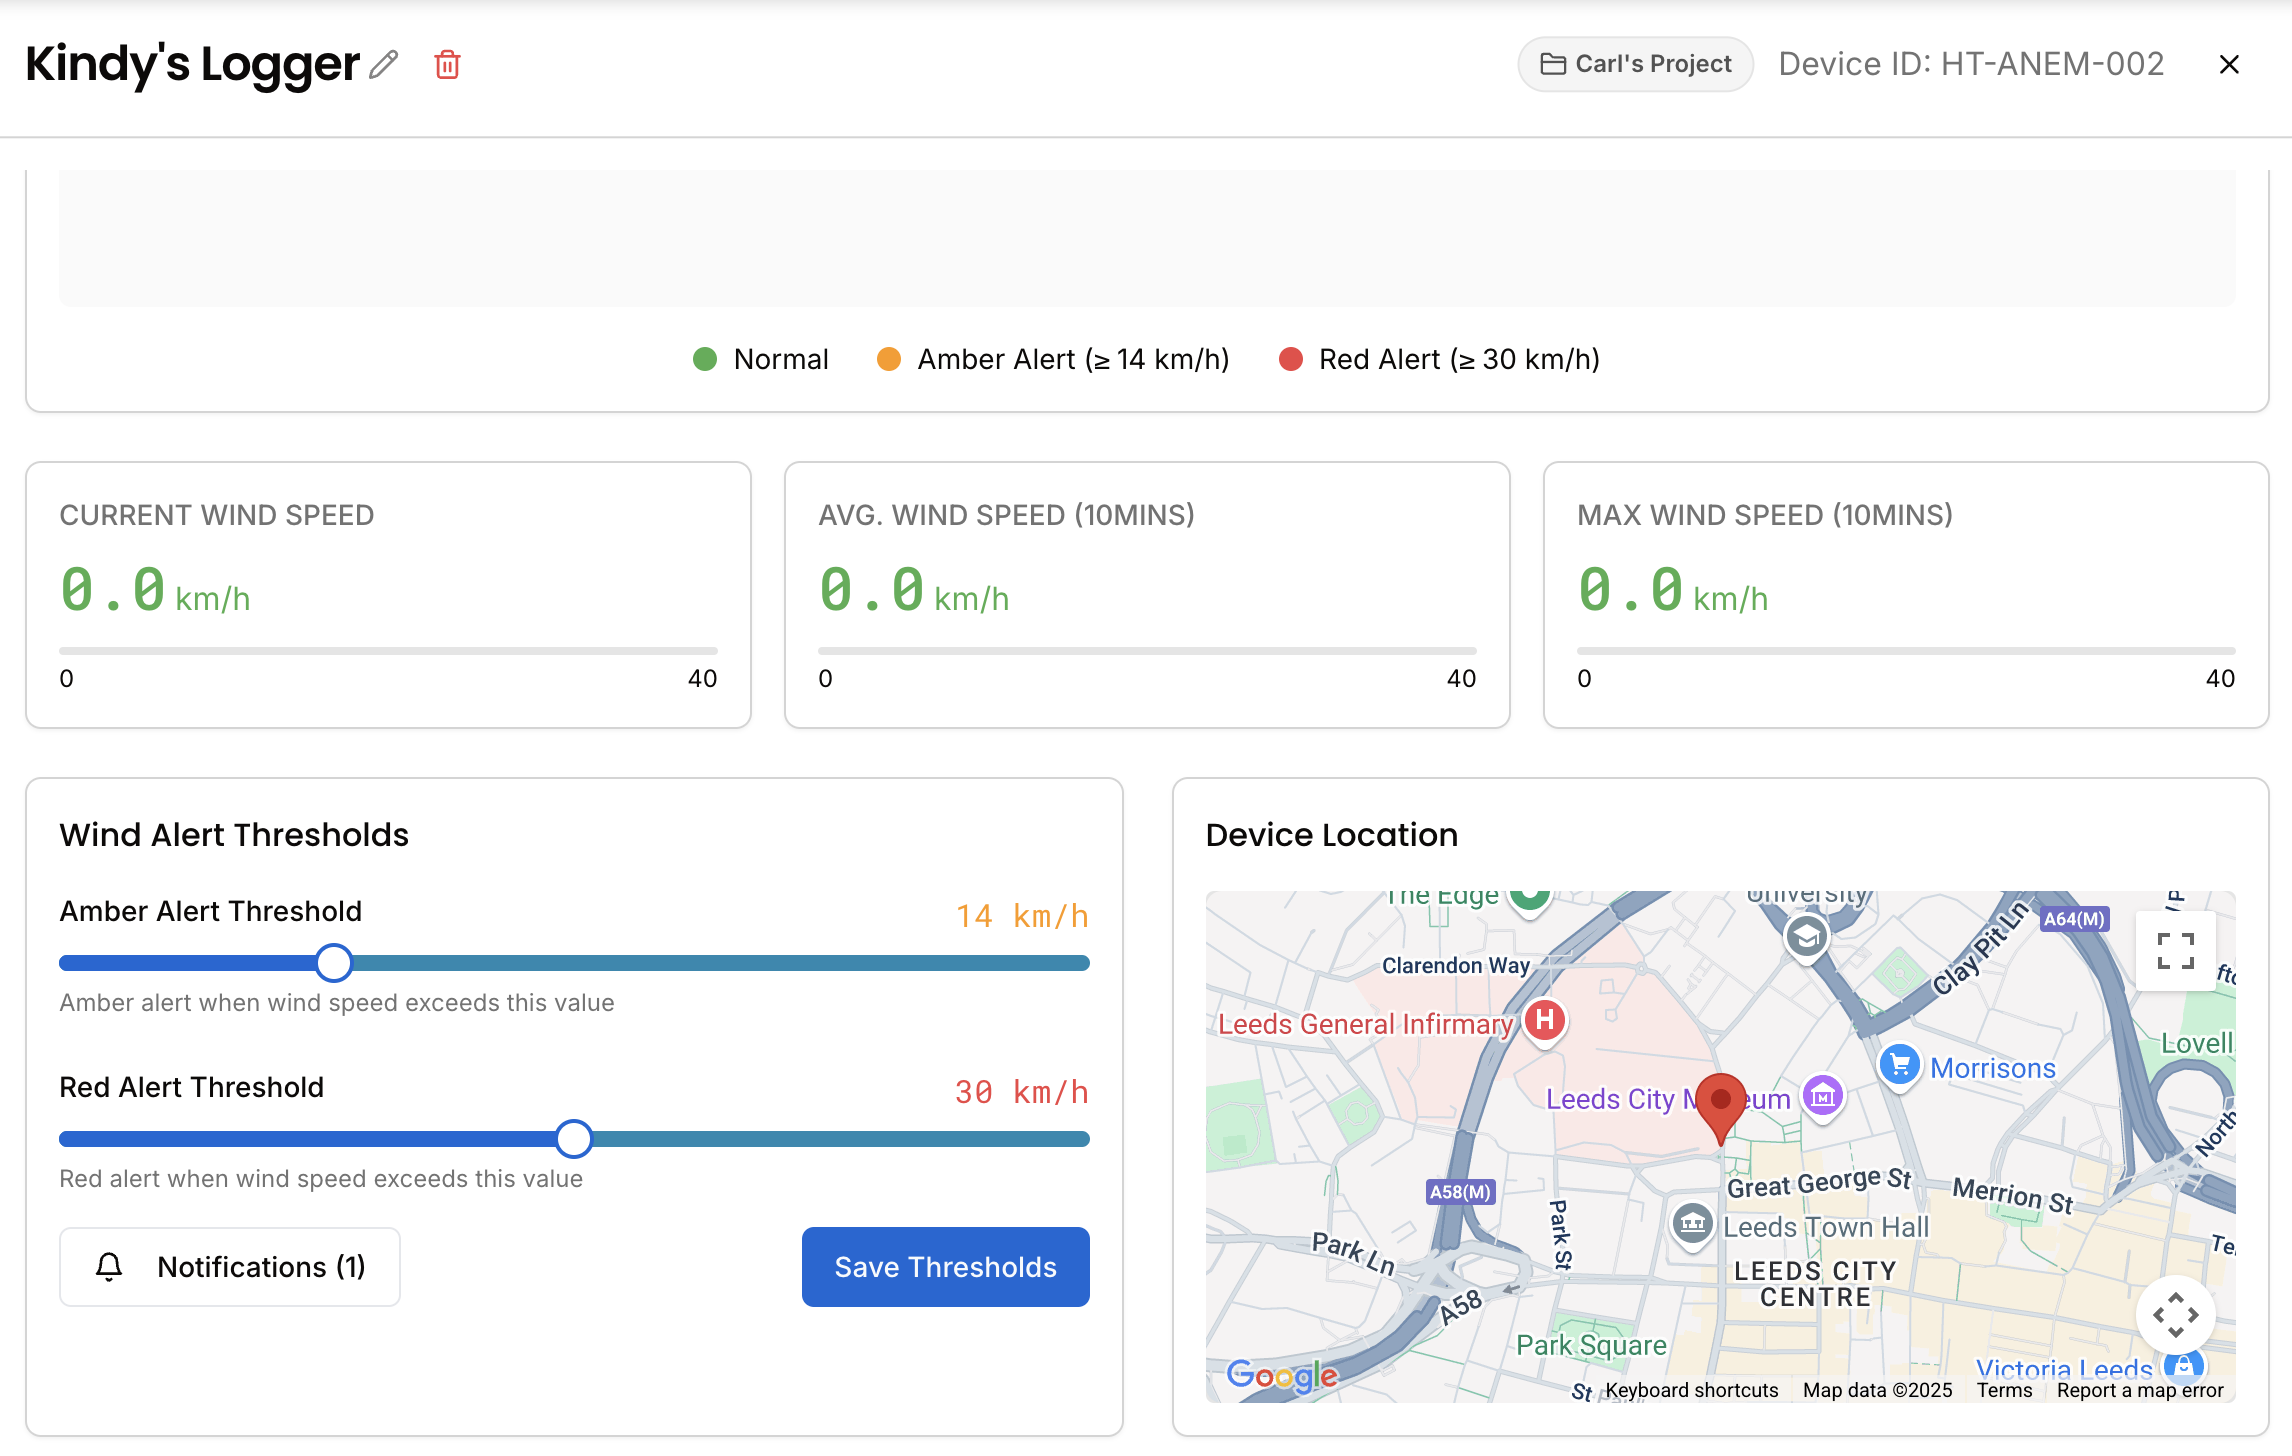 Kindy's Logger
Carl's Project
Device ID: HT-ANEM-002
Normal
Amber Alert (≥ 14 km/h)
Red Alert (≥ 30 km/h)
CURRENT WIND SPEED
0.0 km/h
0
40
AVG. WIND SPEED (10MINS)
0.0 km/h
0
40
MAX WIND SPEED (10MINS)
0.0 km/h
0
40
Wind Alert Thresholds
Amber Alert Threshold
14 km/h
Amber alert when wind speed exceeds this value
Red Alert Threshold
30 km/h
Red alert when wind speed exceeds this value
Notifications (1)
Save Thresholds
Device Location
The Edge
University
A64(M)
Clay Pit Ln
Clarendon Way
Leeds General Infirmary
H
Lovell
Morrisons
Leeds City
M
North
A58(M)
Great George St
Merrion St
Park St
Leeds Town Hall
Park Ln
LEEDS CITY
CENTRE
A58
Park Square
Victoria Leeds
Google
St
Keyboard shortcuts
Map data ©2025
Terms
Report a map error